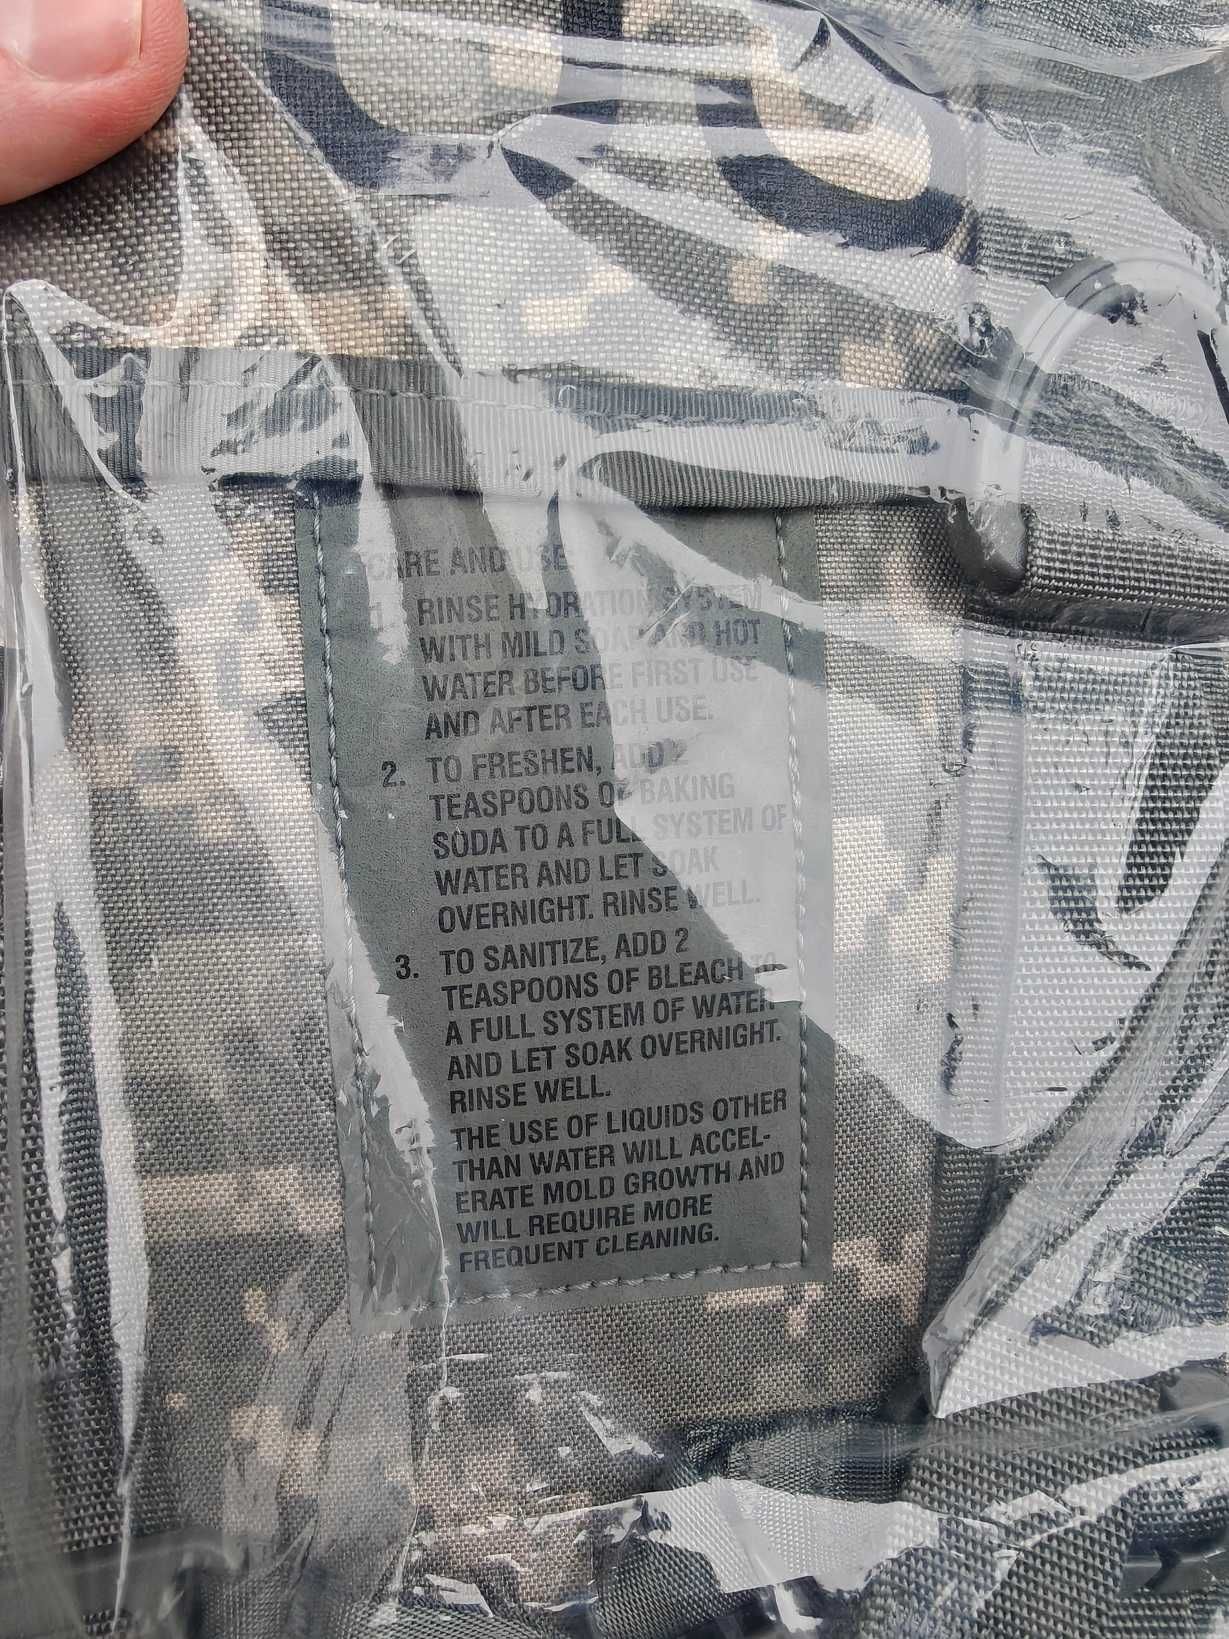 CARE AND USE
1. RINSE HYDRATION SYSTEM
WITH MILD SOAP AND HOT
WATER BEFORE FIRST USE
AND AFTER EACH USE.
2. TO FRESHEN, ADD 2
TEASPOONS OF BAKING
SODA TO A FULL SYSTEM OF
WATER AND LET SOAK
OVERNIGHT. RINSE WELL.
3. TO SANITIZE, ADD 2
TEASPOONS OF BLEACH TO
A FULL SYSTEM OF WATER
AND LET SOAK OVERNIGHT.
RINSE WELL.
THE USE OF LIQUIDS OTHER
THAN WATER WILL ACCEL-
ERATE MOLD GROWTH AND
WILL REQUIRE MORE
FREQUENT CLEANING.